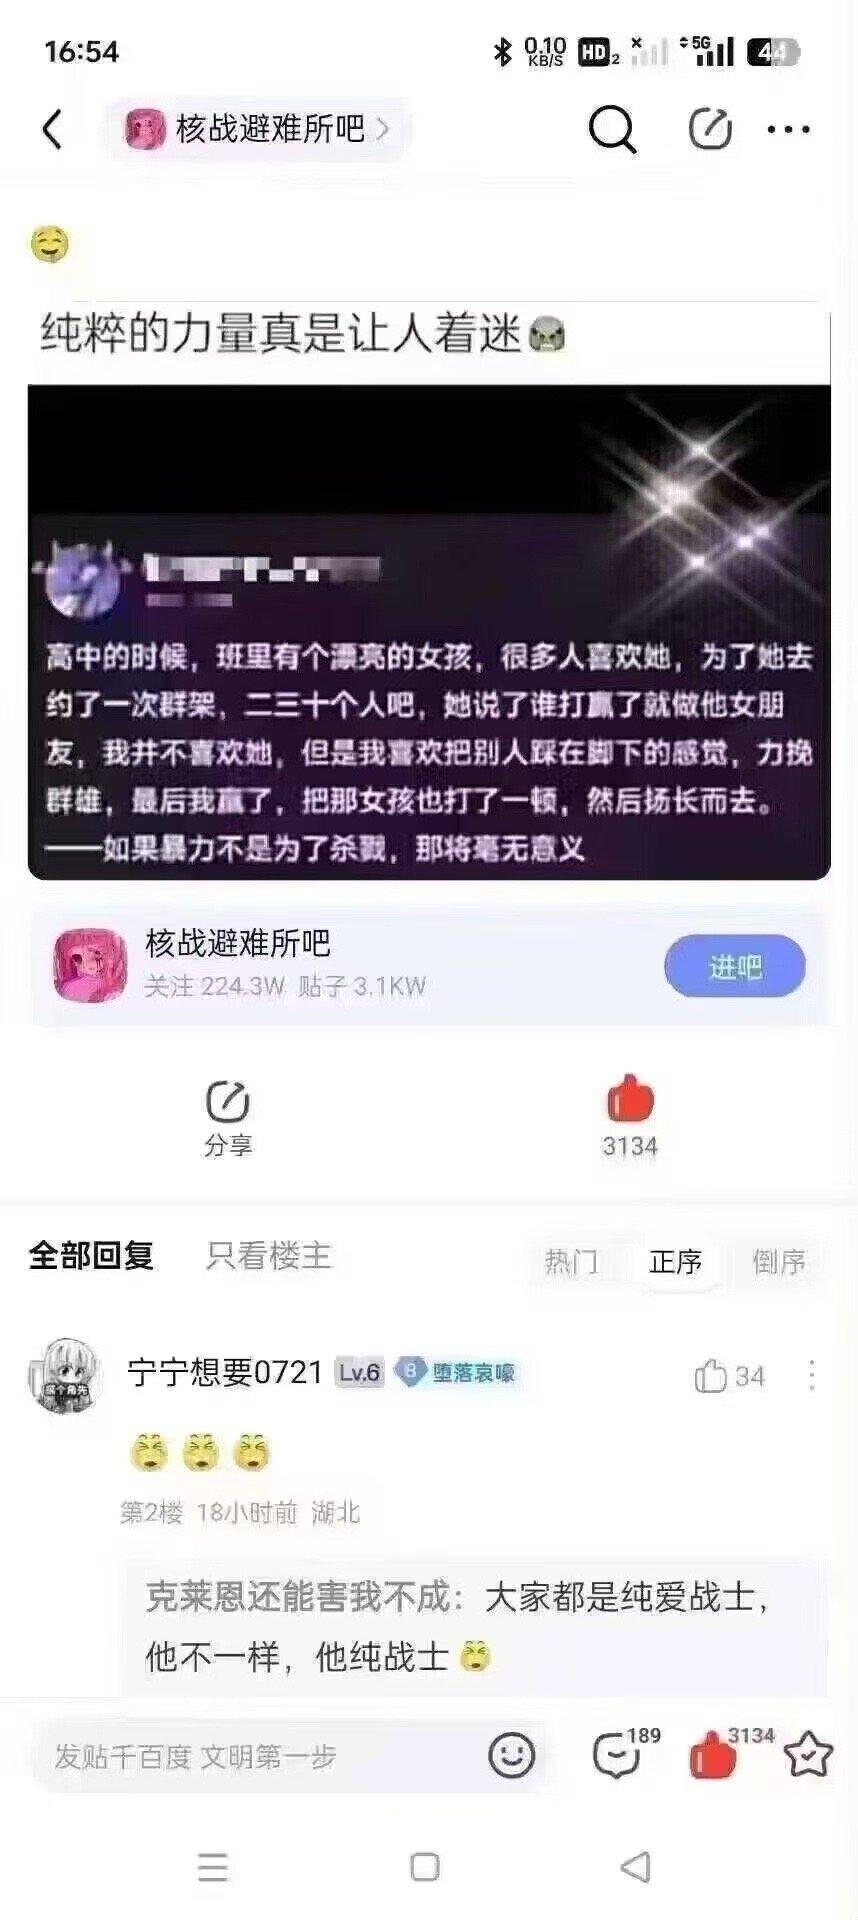 16:54
0.10 KB/S HD 2 5G 44
核战避难所吧
纯粹的力量真是让人着迷
高中的时候，班里有个漂亮的女孩，很多人喜欢她，为了她去
约了一次群架，二三十个人吧，她说了谁打赢了就做他女朋
友，我并不喜欢她，但是我喜欢把别人踩在脚下的感觉，力挽
群雄，最后我赢了，把那女孩也打了一顿，然后扬长而去。
——如果暴力不是为了杀戮，那将毫无意义
核战避难所吧
关注 224.3W 贴子 3.1KW
进吧
分享
3134
全部回复 只看楼主 热门 正序 倒序
宁宁想要0721 Lv.6 8 堕落哀嚎 34
第2楼 18小时前 湖北
克莱恩还能害我不成：大家都是纯爱战士，
他不一样，他纯战士
发贴千百度 文明第一步 189 3134